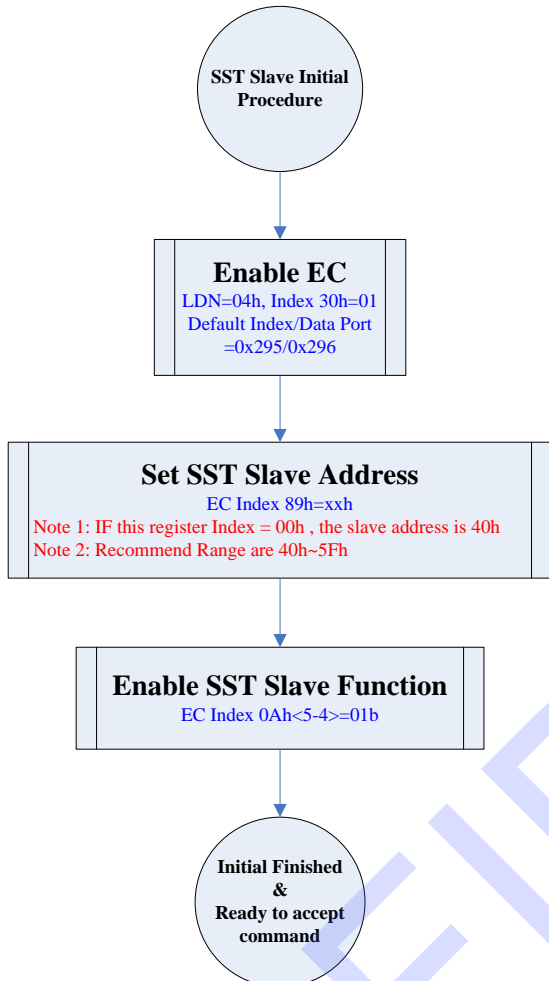 SST Slave Initial
Procedure
Enable EC
LDN=04h, Index 30h=01
Default Index/Data Port
=0x295/0x296
Set SST Slave Address
EC Index 89h=xxh
Note 1: IF this register Index = 00h , the slave address is 40h
Note 2: Recommend Range are 40h~5Fh
Enable SST Slave Function
EC Index 0Ah<5-4>=01b
Initial Finished
&
Ready to accept
command